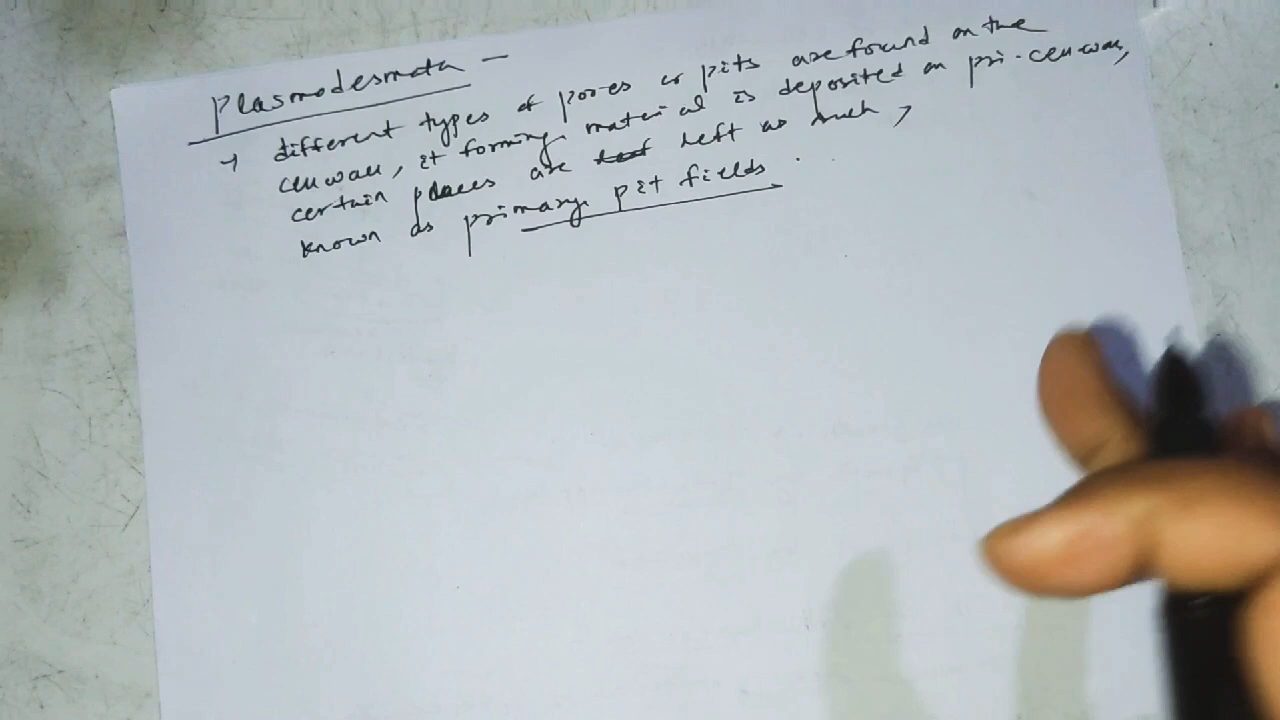 Plasmodesmata -
→ different types of pores or pits are found on the
cell wall, it forming material is deposited on pri. cell wall,
certain places are left as such,
known as primary pit fields.